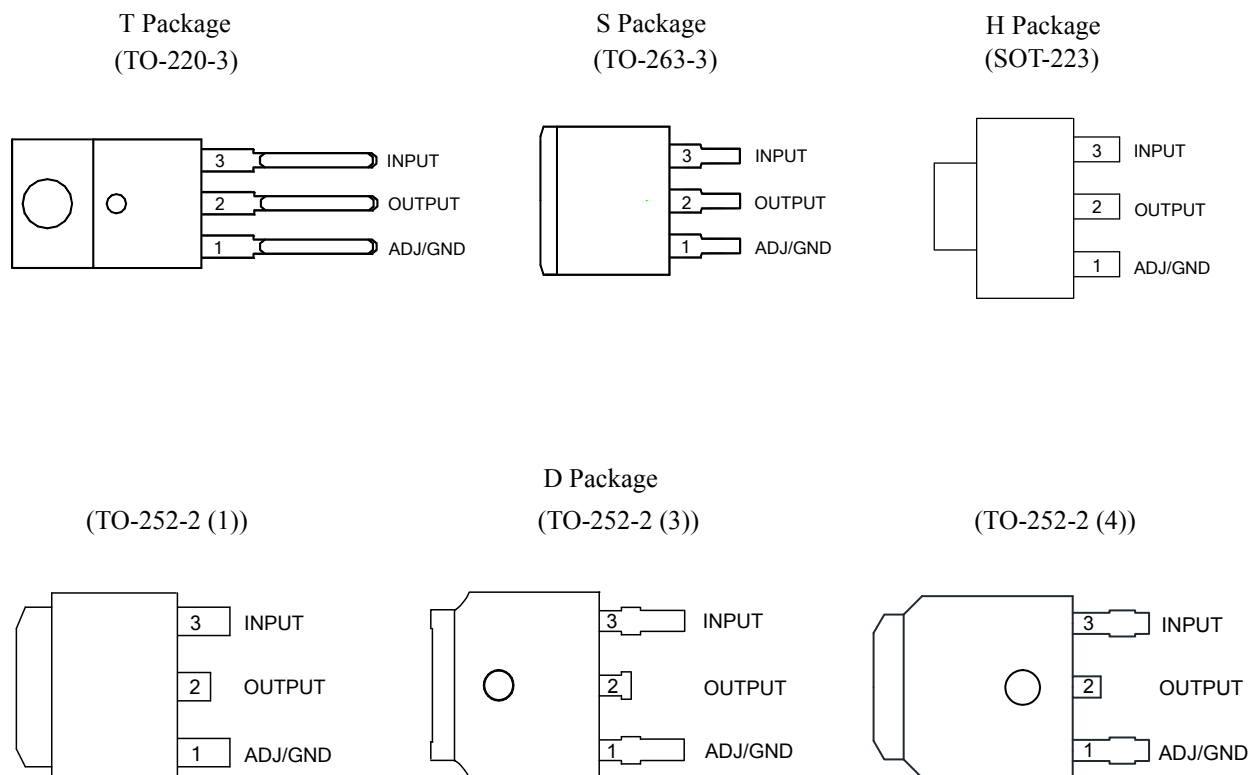 T Package
(TO-220-3)
S Package
(TO-263-3)
H Package
(SOT-223)
3 INPUT
2 OUTPUT
1 ADJ/GND
3 INPUT
2 OUTPUT
1 ADJ/GND
3 INPUT
2 OUTPUT
1 ADJ/GND
D Package
(TO-252-2 (1))
(TO-252-2 (3))
(TO-252-2 (4))
3 INPUT
2 OUTPUT
1 ADJ/GND
3 INPUT
2 OUTPUT
1 ADJ/GND
3 INPUT
2 OUTPUT
1 ADJ/GND